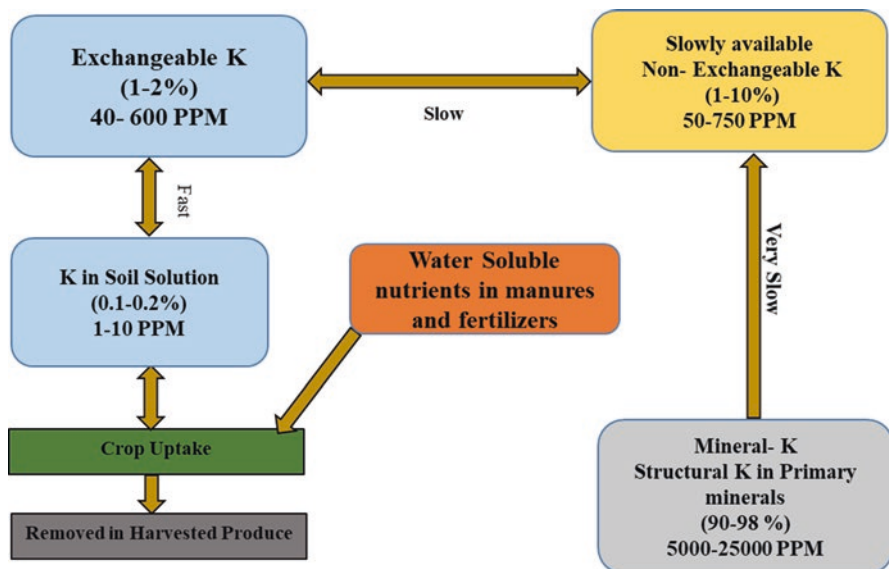 Exchangeable K
(1-2%)
40- 600 PPM
Slow
Slowly available
Non- Exchangeable K
(1-10%)
50-750 PPM
Fast
K in Soil Solution
(0.1-0.2%)
1-10 PPM
Water Soluble
nutrients in manures
and fertilizers
Very Slow
Crop Uptake
Removed in Harvested Produce
Mineral- K
Structural K in Primary
minerals
(90-98 %)
5000-25000 PPM